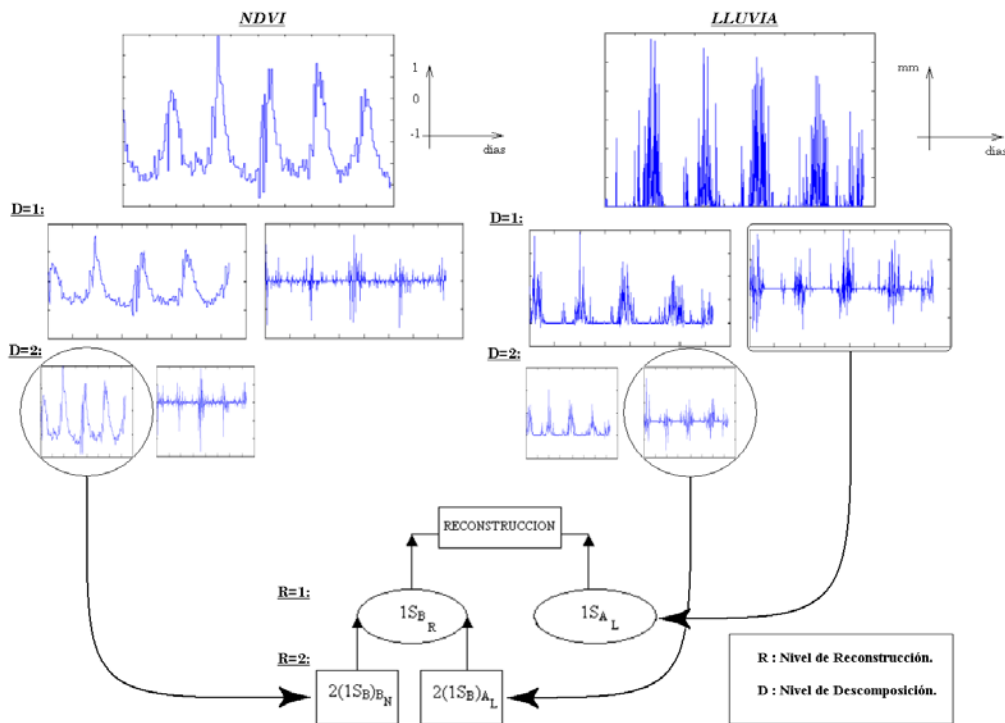 NDVI
LLUVIA
1
0
-1
dias
mm
dias
D=1:
D=1:
D=2:
D=2:
RECONSTRUCCION
R=1:
1S_B_R
1S_A_L
R=2:
2(1S_B)_B_N
2(1S_B)_A_L
R : Nivel de Reconstrucción.
D : Nivel de Descomposición.